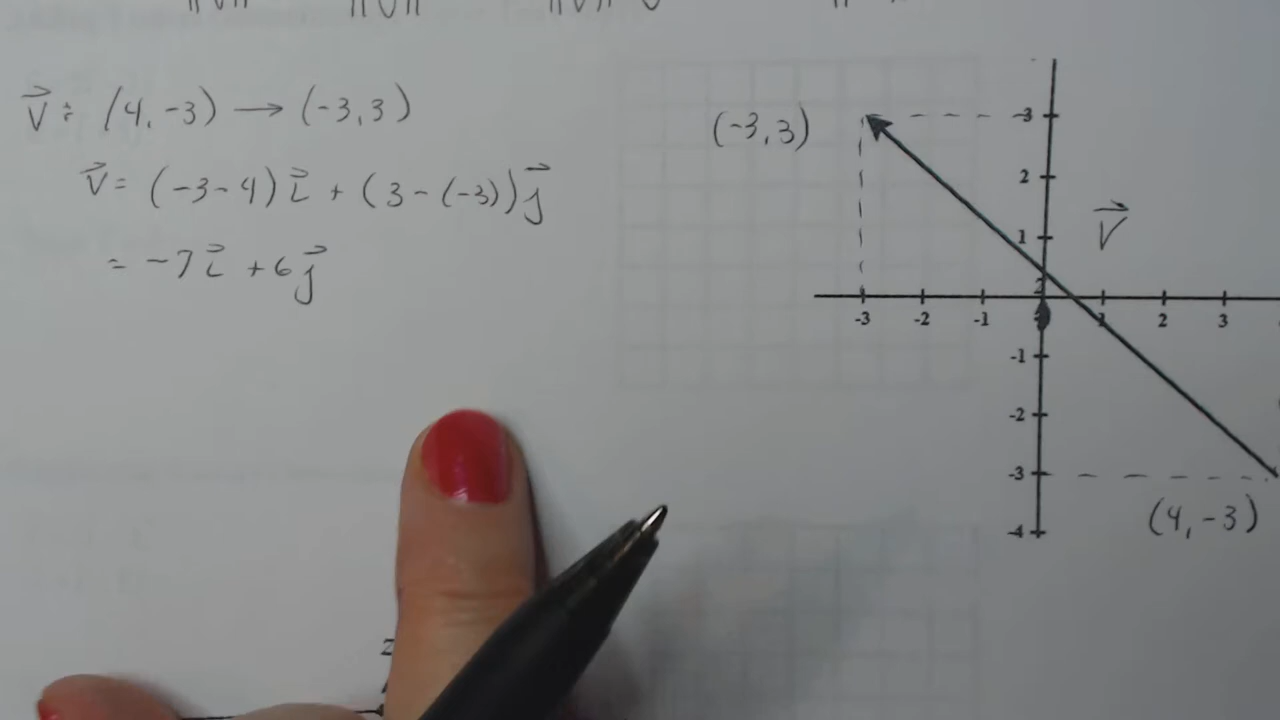 V⃗ : (4, -3) → (-3, 3)
V⃗ = (-3 - 4) i⃗ + (3 - (-3)) j⃗
= -7 i⃗ + 6 j⃗
(-3, 3)
3
2
1
V⃗
-3 -2 -1 1 2 3
-1
-2
-3
(4, -3)
-4
z